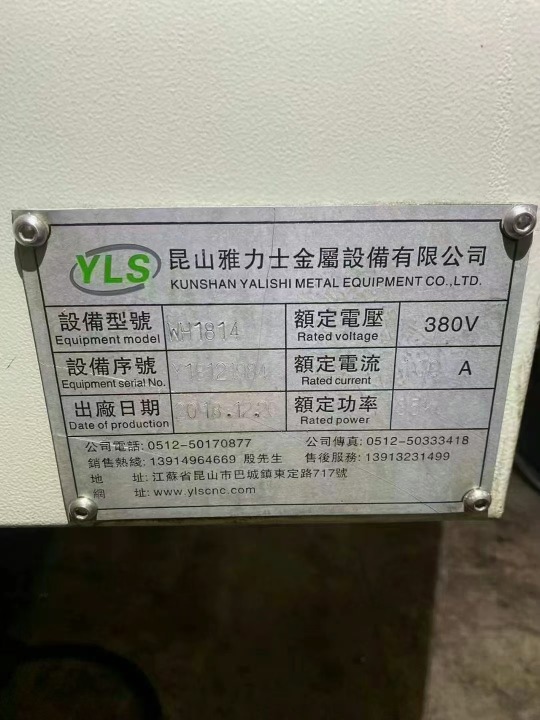 YLS 昆山雅力士金屬設備有限公司
KUNSHAN YALISHI METAL EQUIPMENT CO.,LTD.
設備型號 WH1814 額定電壓 380V
Equipment model Rated voltage
設備序號 額定電流 A
Equipment serial No. Rated current
出廠日期 額定功率
Date of production Rated power
公司電話: 0512-50170877 公司傳真: 0512-50333418
銷售熱綫: 13914964669 殷先生 售後服務: 13913231499
地 址: 江蘇省昆山市巴城鎮東定路717號
網 址: www.ylscnc.com